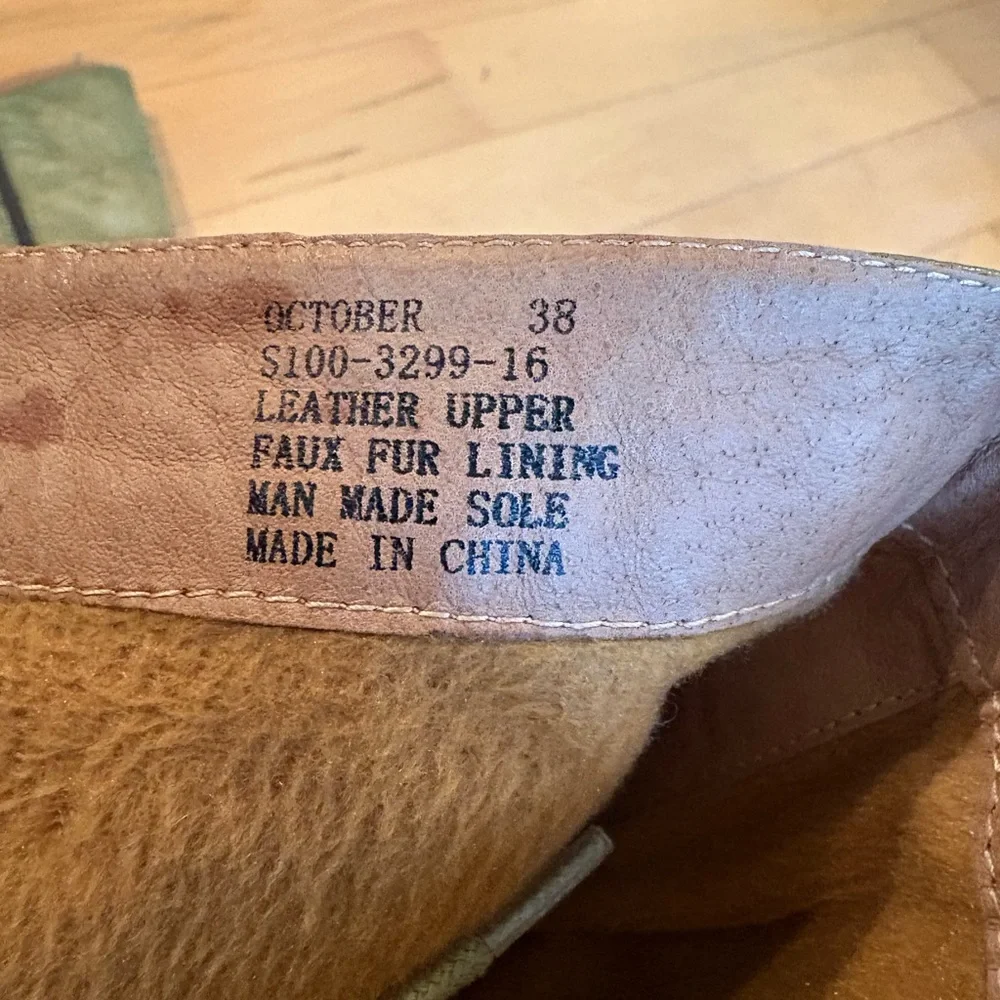 OCTOBER 38
S100-3299-16
LEATHER UPPER
FAUX FUR LINING
MAN MADE SOLE
MADE IN CHINA